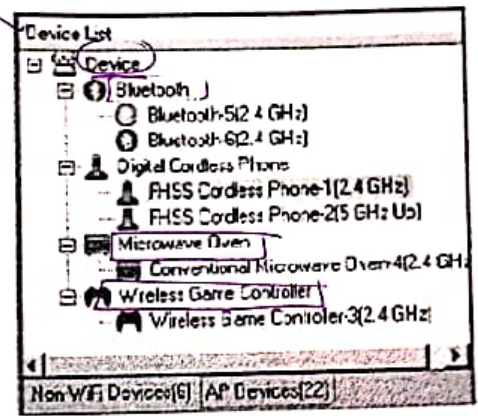 Device List
Device
Bluetooth
Bluetooth-5(2.4 GHz)
Bluetooth-6(2.4 GHz)
Digital Cordless Phone
FHSS Cordless Phone-1(2.4 GHz)
FHSS Cordless Phone-2(5 GHz Up)
Microwave Oven
Conventional Microwave Oven-4(2.4 GHz
Wireless Game Controller
Wireless Game Controller-3(2.4 GHz)
Non-WiFi Devices[6] AP Devices[22]